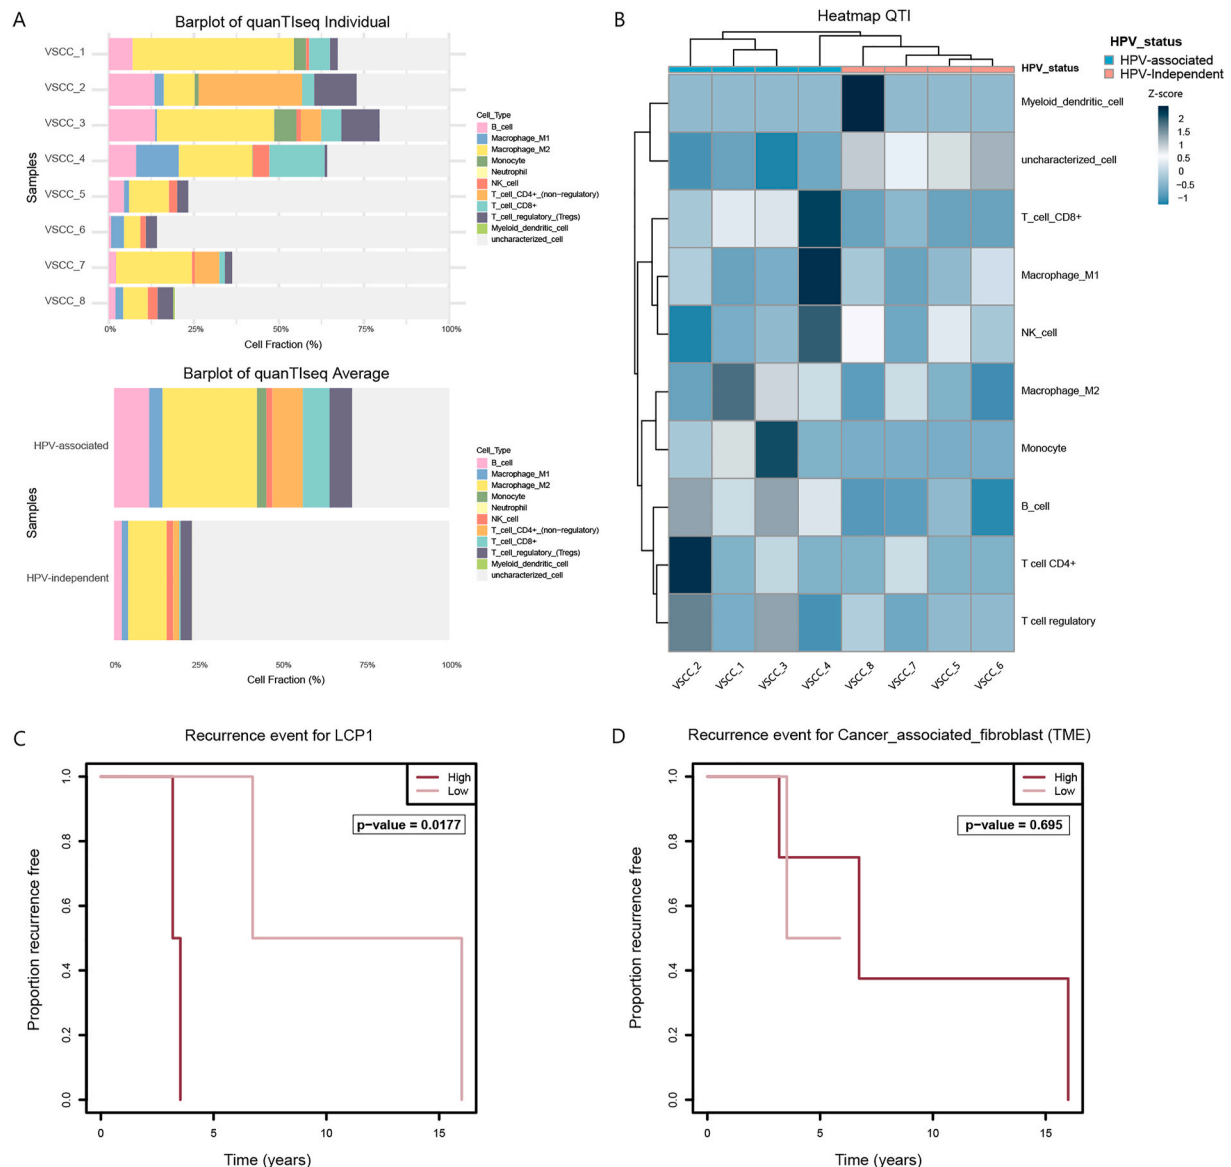 A
Barplot of quanTIseq Individual
VSCC_1
VSCC_2
VSCC_3
VSCC_4
VSCC_5
VSCC_6
VSCC_7
VSCC_8
Samples
0% 25% 50% 75% 100%
Cell Fraction (%)
Cell_Type
B_cell
Macrophage_M1
Macrophage_M2
Monocyte
Neutrophil
NK_cell
T_cell_CD4+_(non-regulatory)
T_cell_CD8+
T_cell_regulatory_(Tregs)
Myeloid_dendritic_cell
uncharacterized_cell
Barplot of quanTIseq Average
HPV-associated
HPV-independent
Samples
0% 25% 50% 75% 100%
Cell Fraction (%)
Cell_Type
B_cell
Macrophage_M1
Macrophage_M2
Monocyte
Neutrophil
NK_cell
T_cell_CD4+_(non-regulatory)
T_cell_CD8+
T_cell_regulatory_(Tregs)
Myeloid_dendritic_cell
uncharacterized_cell
B
Heatmap QTI
HPV_status
HPV_status
HPV-associated
HPV-Independent
Z-score
2
1.5
1
0.5
0
−0.5
−1
Myeloid_dendritic_cell
uncharacterized_cell
T_cell_CD8+
Macrophage_M1
NK_cell
Macrophage_M2
Monocyte
B_cell
T cell CD4+
T cell regulatory
VSCC_2 VSCC_1 VSCC_3 VSCC_4 VSCC_8 VSCC_7 VSCC_5 VSCC_6
C
Recurrence event for LCP1
High
Low
p−value = 0.0177
Proportion recurrence free
1.0
0.8
0.6
0.4
0.2
0.0
0 5 10 15
Time (years)
D
Recurrence event for Cancer_associated_fibroblast (TME)
High
Low
p−value = 0.695
Proportion recurrence free
1.0
0.8
0.6
0.4
0.2
0.0
0 5 10 15
Time (years)